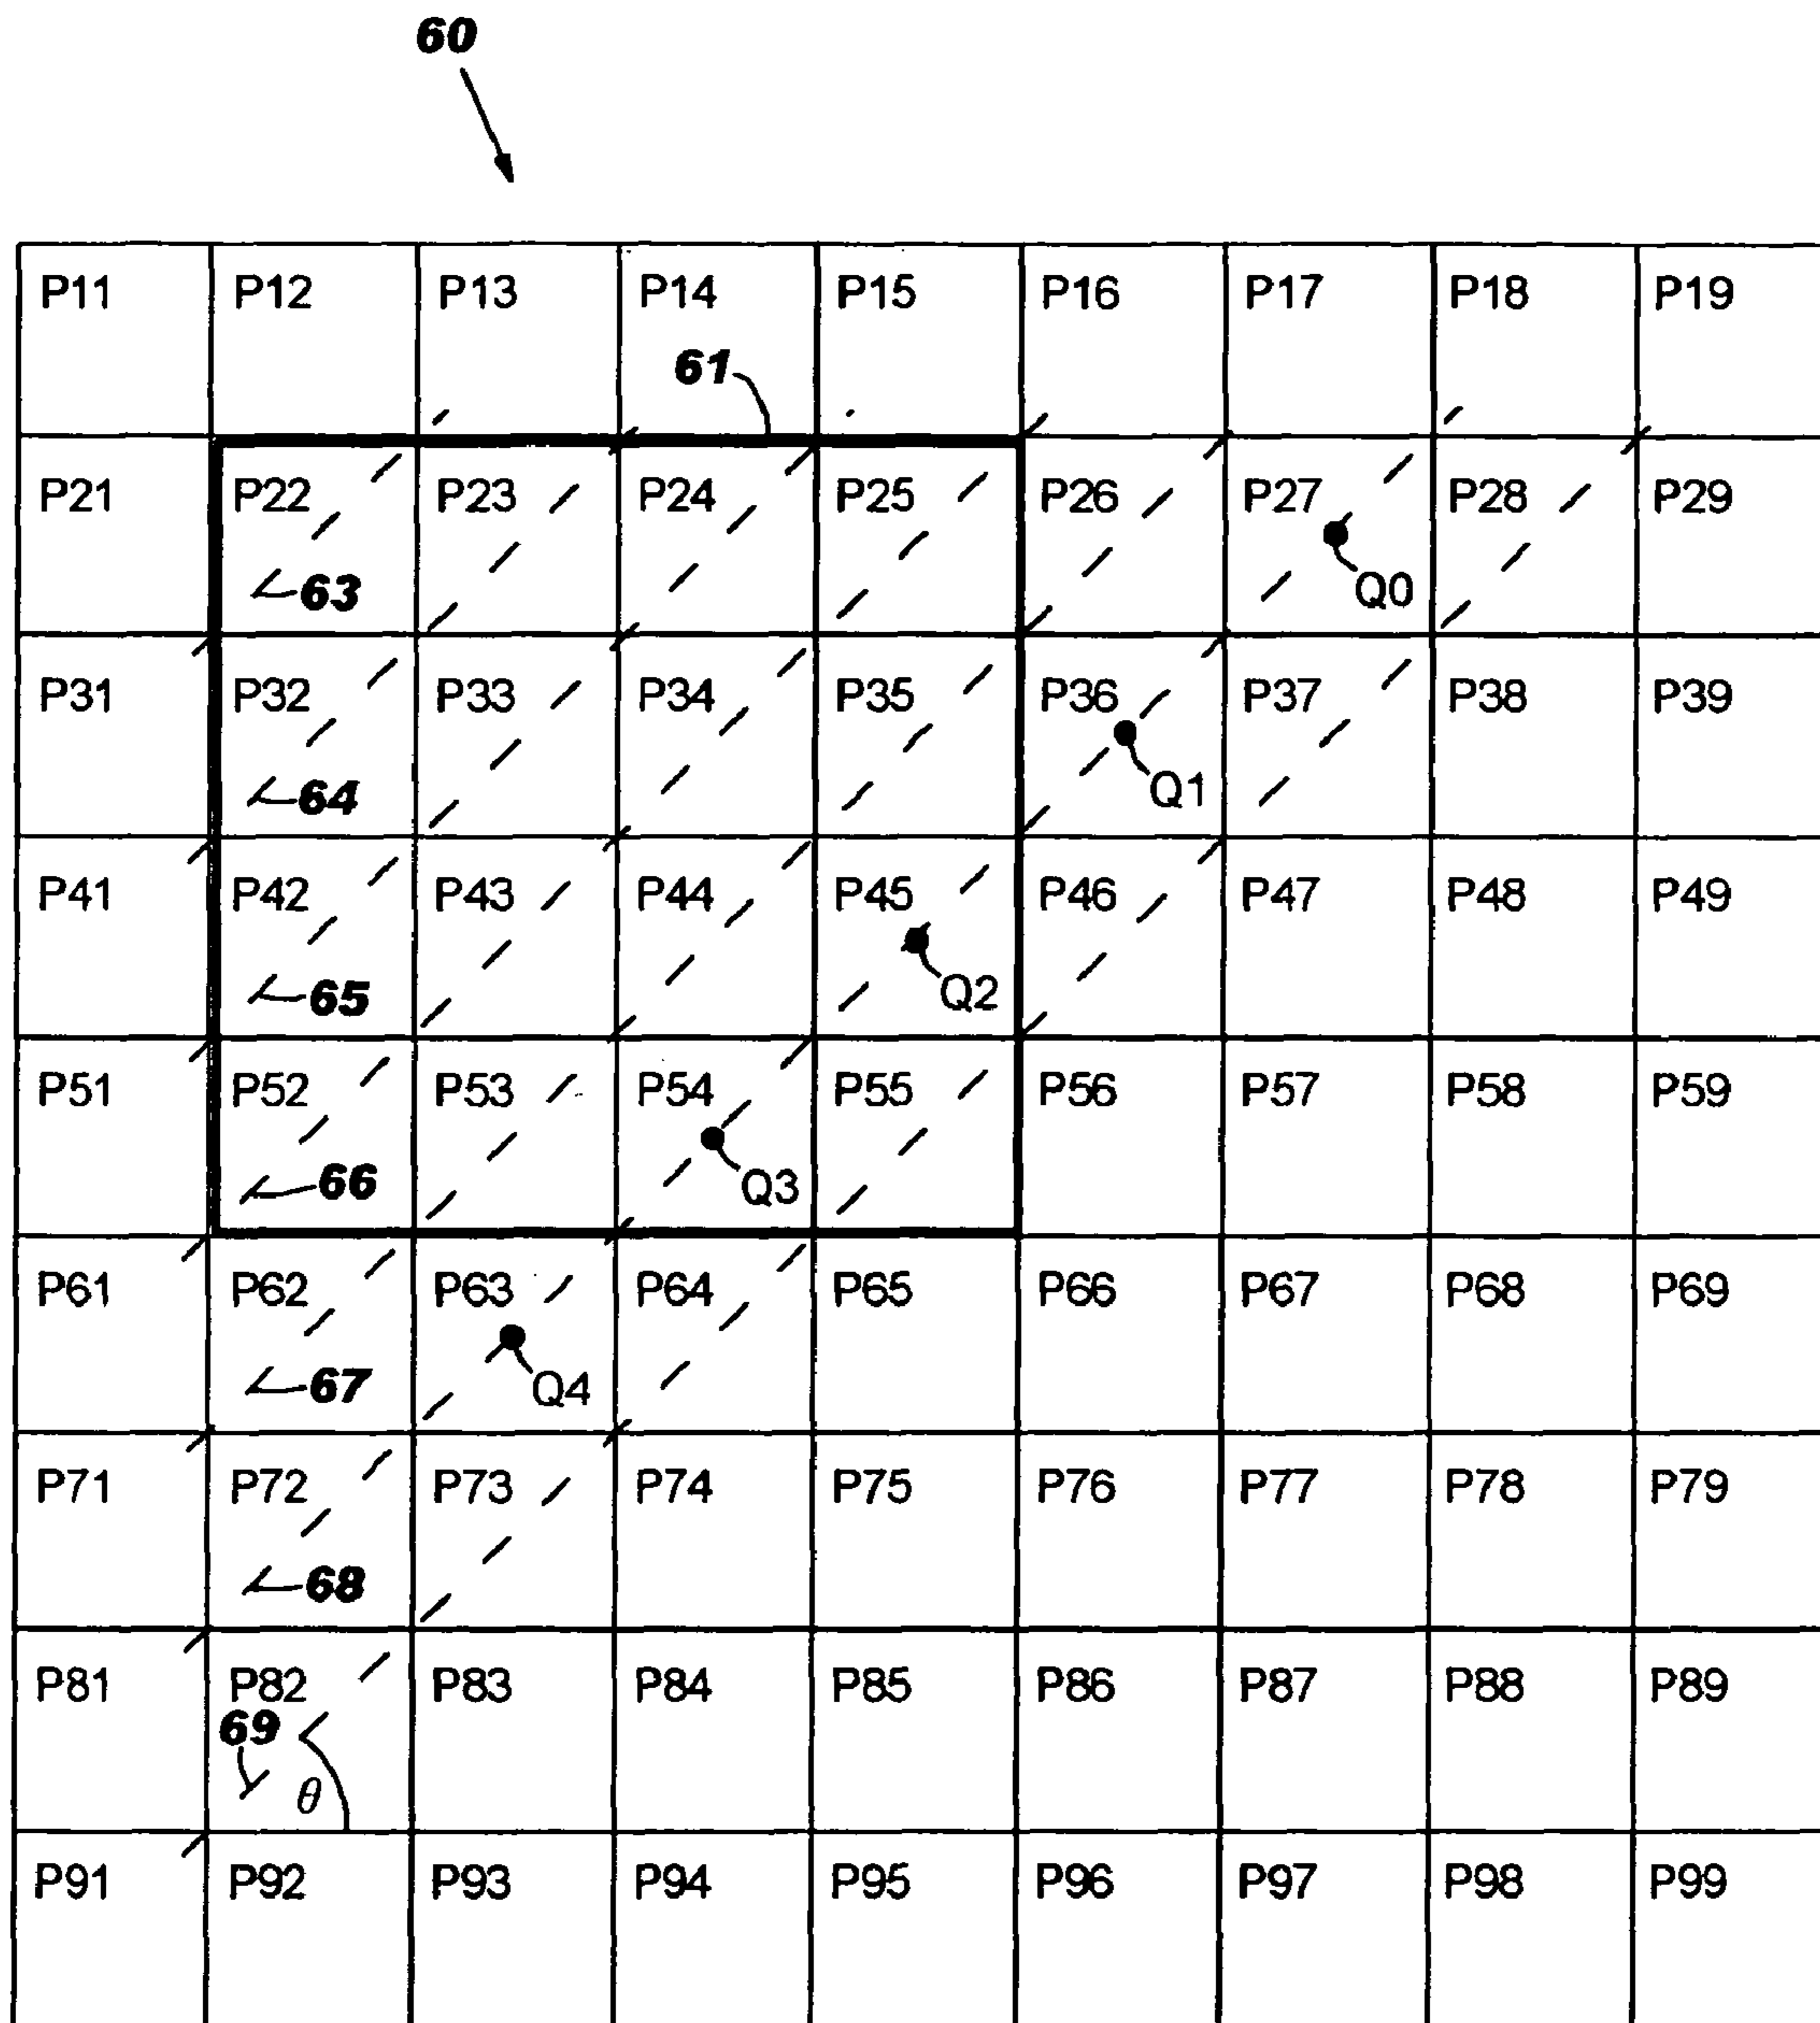 60
P11 P12 P13 P14 P15 P16 P17 P18 P19
61
P21 P22 P23 P24 P25 P26 P27 P28 P29
63 Q0
P31 P32 P33 P34 P35 P36 P37 P38 P39
64 Q1
P41 P42 P43 P44 P45 P46 P47 P48 P49
65 Q2
P51 P52 P53 P54 P55 P56 P57 P58 P59
66 Q3
P61 P62 P63 P64 P65 P66 P67 P68 P69
67 Q4
P71 P72 P73 P74 P75 P76 P77 P78 P79
68
P81 P82 P83 P84 P85 P86 P87 P88 P89
69
θ
P91 P92 P93 P94 P95 P96 P97 P98 P99